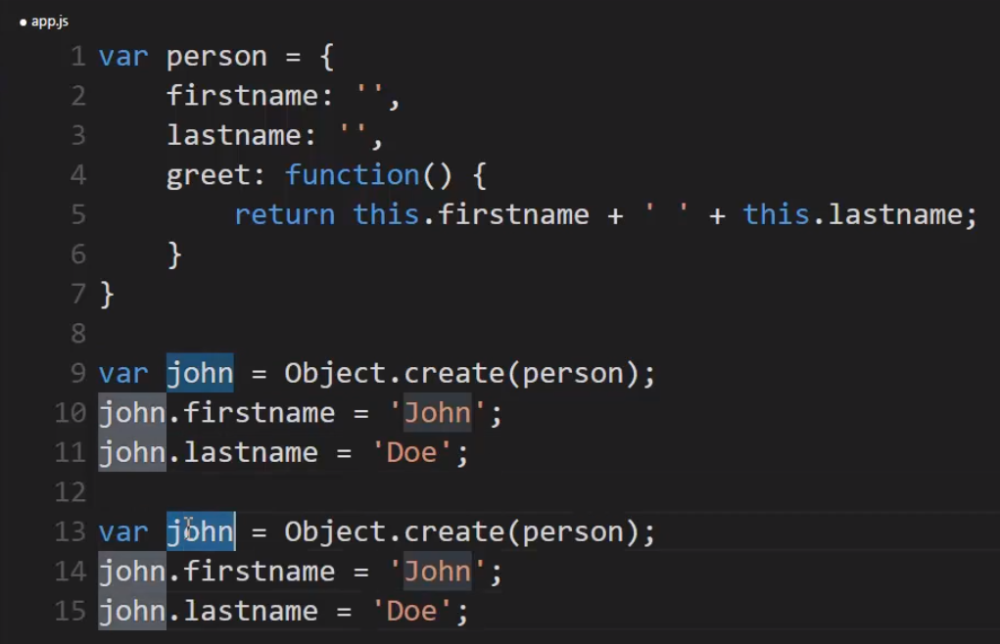 ● app.js
1 var person = {
2     firstname: '',
3     lastname: '',
4     greet: function() {
5         return this.firstname + ' ' + this.lastname;
6     }
7 }
8
9 var john = Object.create(person);
10 john.firstname = 'John';
11 john.lastname = 'Doe';
12
13 var john = Object.create(person);
14 john.firstname = 'John';
15 john.lastname = 'Doe';